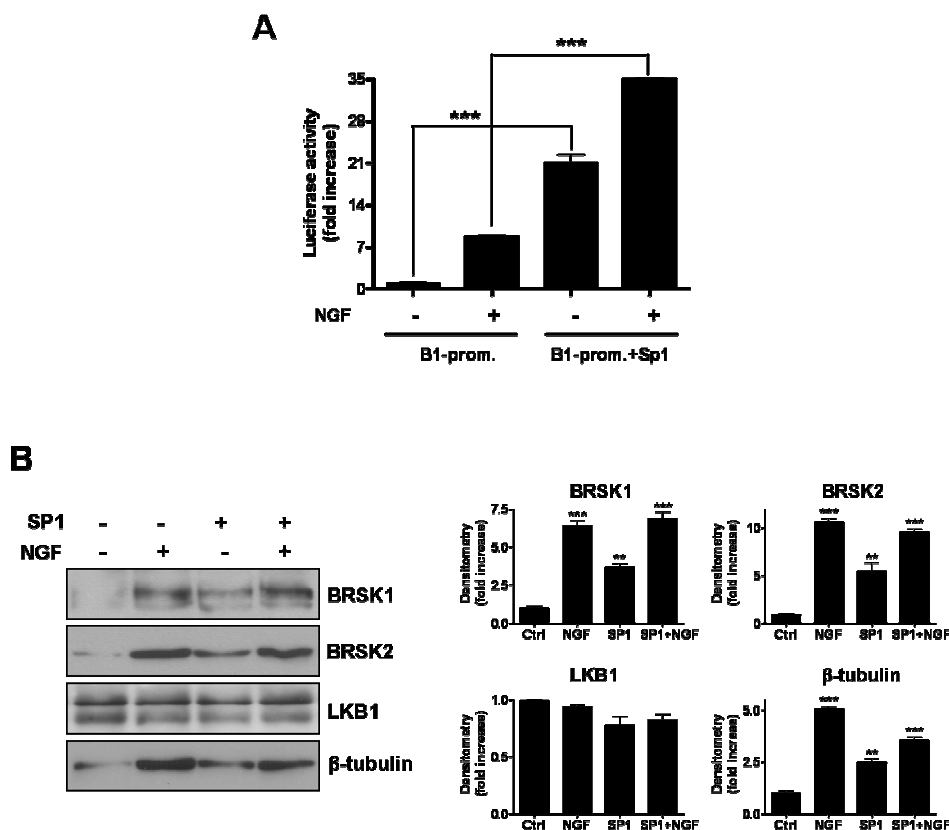 A
***
***
35
28
21
14
7
0
Luciferase activity
(fold increase)
NGF - + - +
B1-prom. B1-prom.+Sp1
B
SP1 - - + +
NGF - + - +
BRSK1
BRSK2
LKB1
β-tubulin
BRSK1
Densitometry
(fold increase)
7.5
5.0
2.5
0.0
***
**
***
Ctrl NGF SP1 SP1+NGF
BRSK2
Densitometry
(fold increase)
10
5
0
***
**
***
Ctrl NGF SP1 SP1+NGF
LKB1
Densitometry
(fold increase)
1.0
0.5
0.0
Ctrl NGF SP1 SP1+NGF
β-tubulin
Densitometry
(fold increase)
5.0
2.5
0.0
***
**
***
Ctrl NGF SP1 SP1+NGF